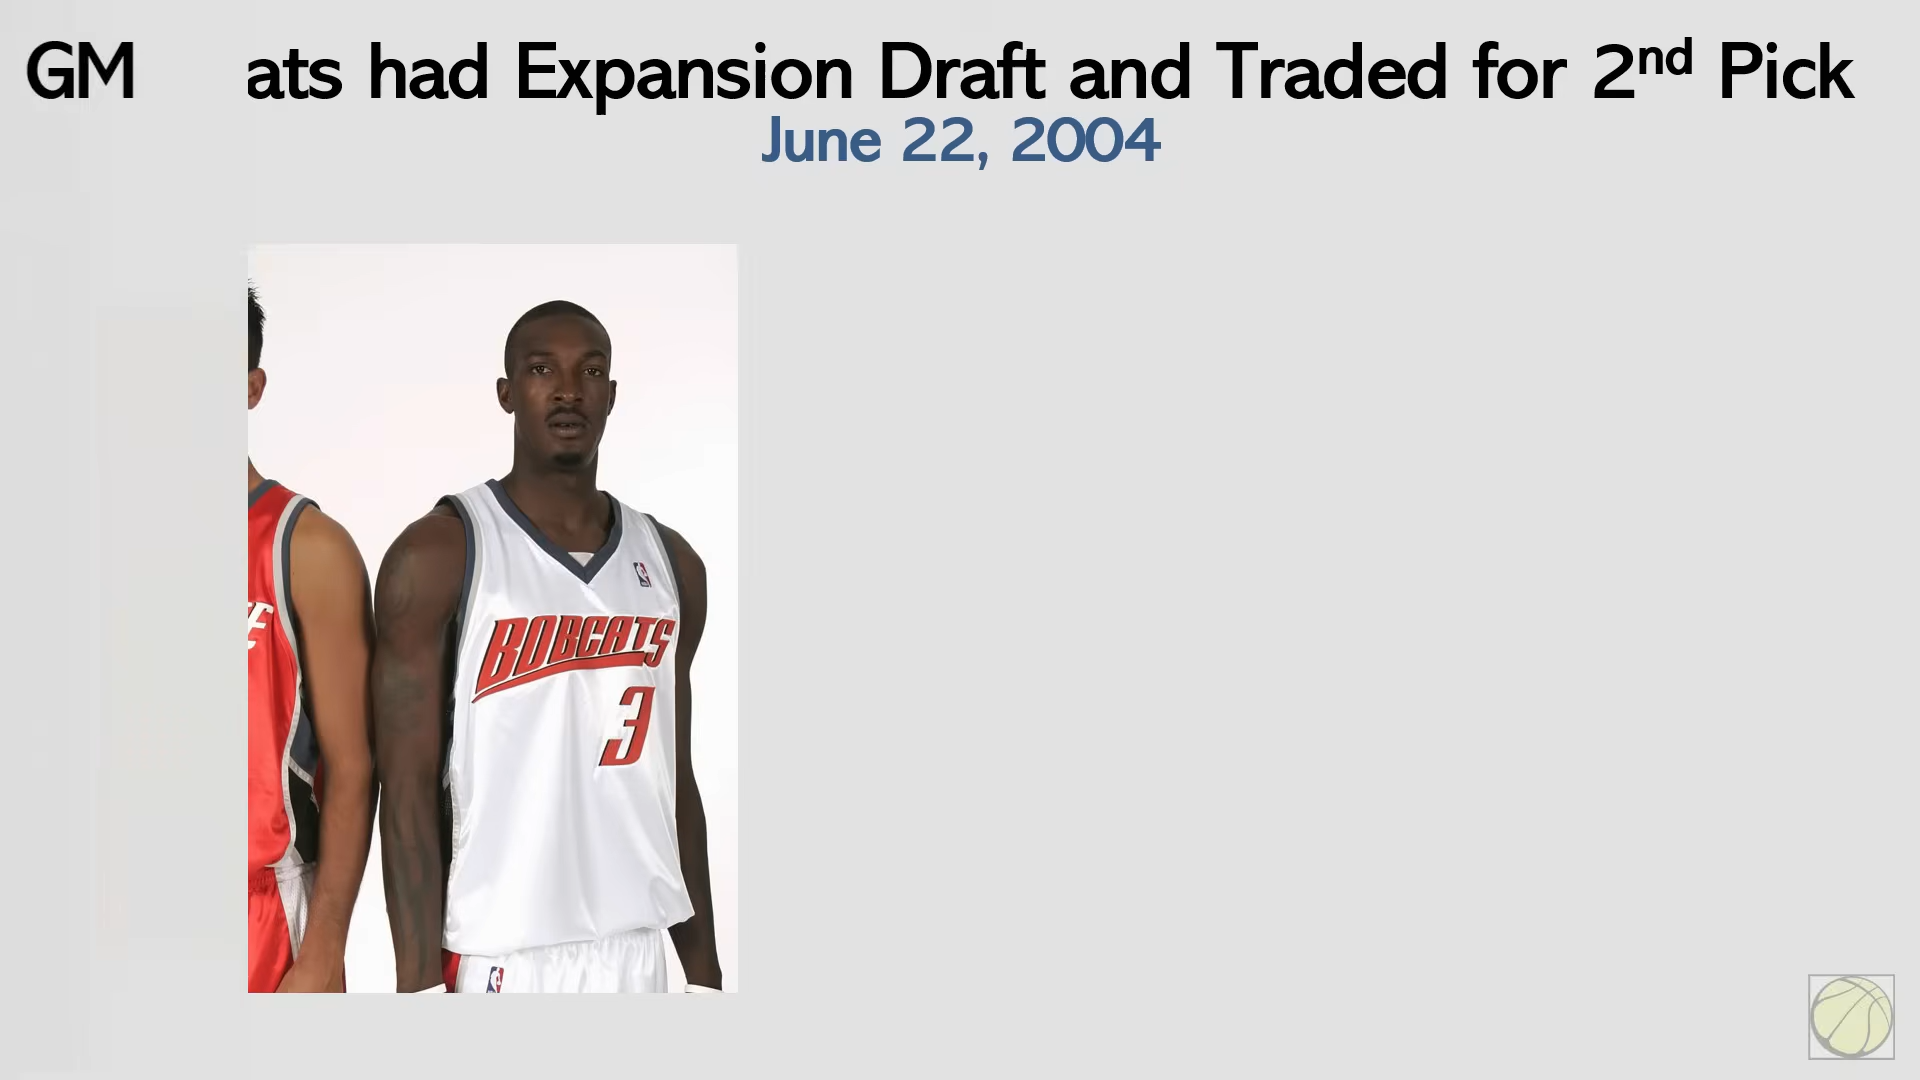 GM ats had Expansion Draft and Traded for 2nd Pick
June 22, 2004
BOBCATS
3